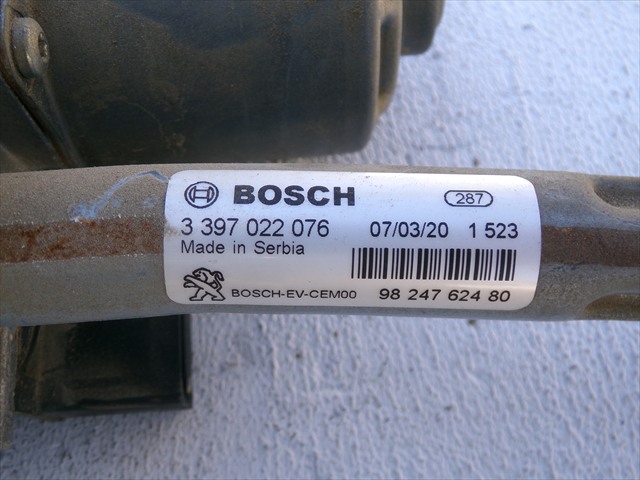 BOSCH 287
3 397 022 076 07/03/20 1 523
Made in Serbia
BOSCH-EV-CEM00 98 247 624 80